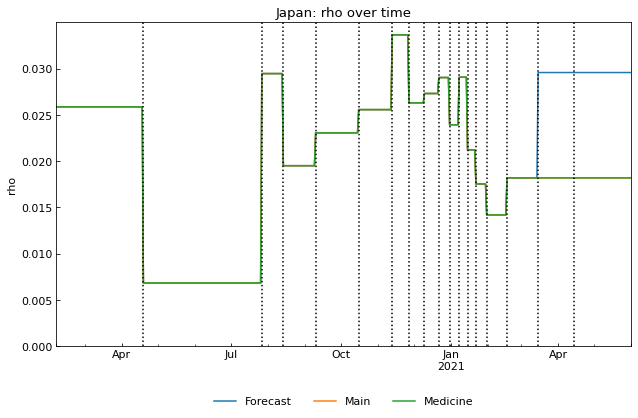 Japan: rho over time
rho
0.030
0.025
0.020
0.015
0.010
0.005
0.000
Apr Jul Oct Jan Apr
2021
Forecast Main Medicine